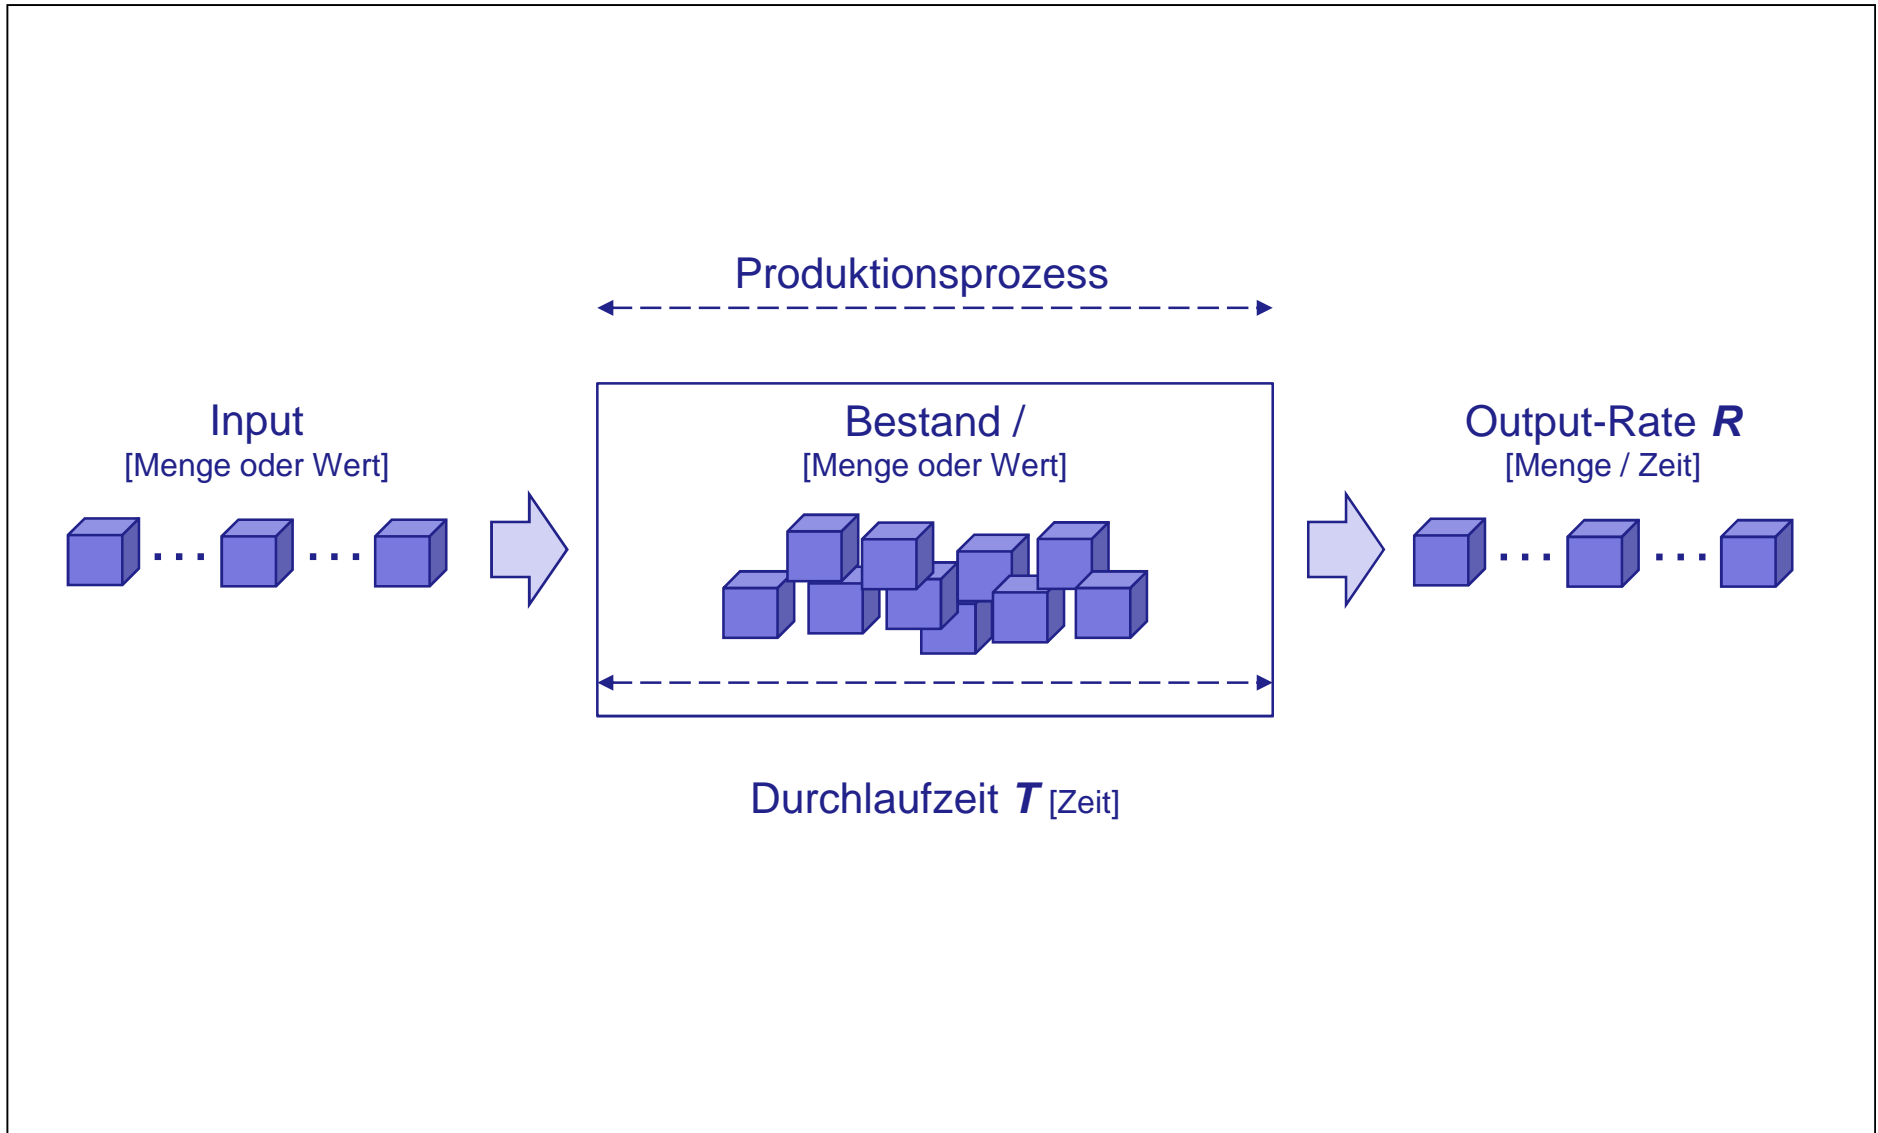 Produktionsprozess
Input
[Menge oder Wert]
Bestand /
[Menge oder Wert]
Output-Rate R
[Menge / Zeit]
Durchlaufzeit T [Zeit]